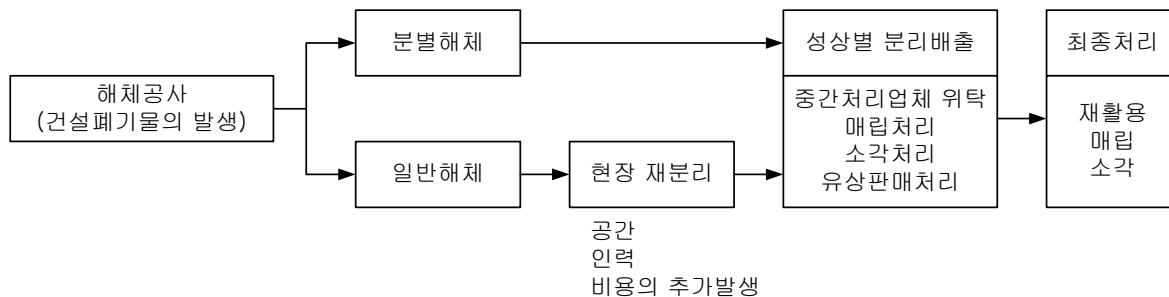 해체공사
(건설폐기물의 발생)
분별해체
일반해체
현장 재분리
공간
인력
비용의 추가발생
성상별 분리배출
중간처리업체 위탁
매립처리
소각처리
유상판매처리
최종처리
재활용
매립
소각